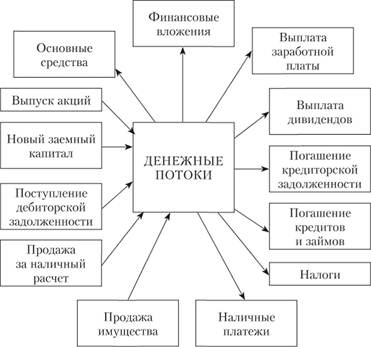 Финансовые
вложения
Основные
средства
Выплата
заработной
платы
Выпуск акций
Выплата
дивидендов
Новый заемный
капитал
ДЕНЕЖНЫЕ
ПОТОКИ
Погашение
кредиторской
задолженности
Поступление
дебиторской
задолженности
Погашение
кредитов
и займов
Продажа
за наличный
расчет
Налоги
Продажа
имущества
Наличные
платежи